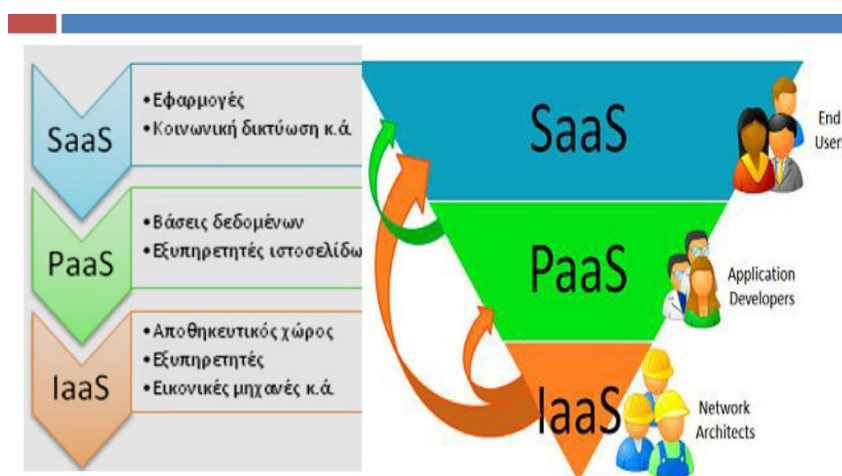 SaaS
• Εφαρμογές
• Κοινωνική δικτύωση κ.ά.
PaaS
• Βάσεις δεδομένων
• Εξυπηρετητές ιστοσελίδω
IaaS
• Αποθηκευτικός χώρος
• Εξυπηρετητές
• Εικονικές μηχανές κ.ά.
SaaS
End
Users
PaaS
Application
Developers
IaaS
Network
Architects